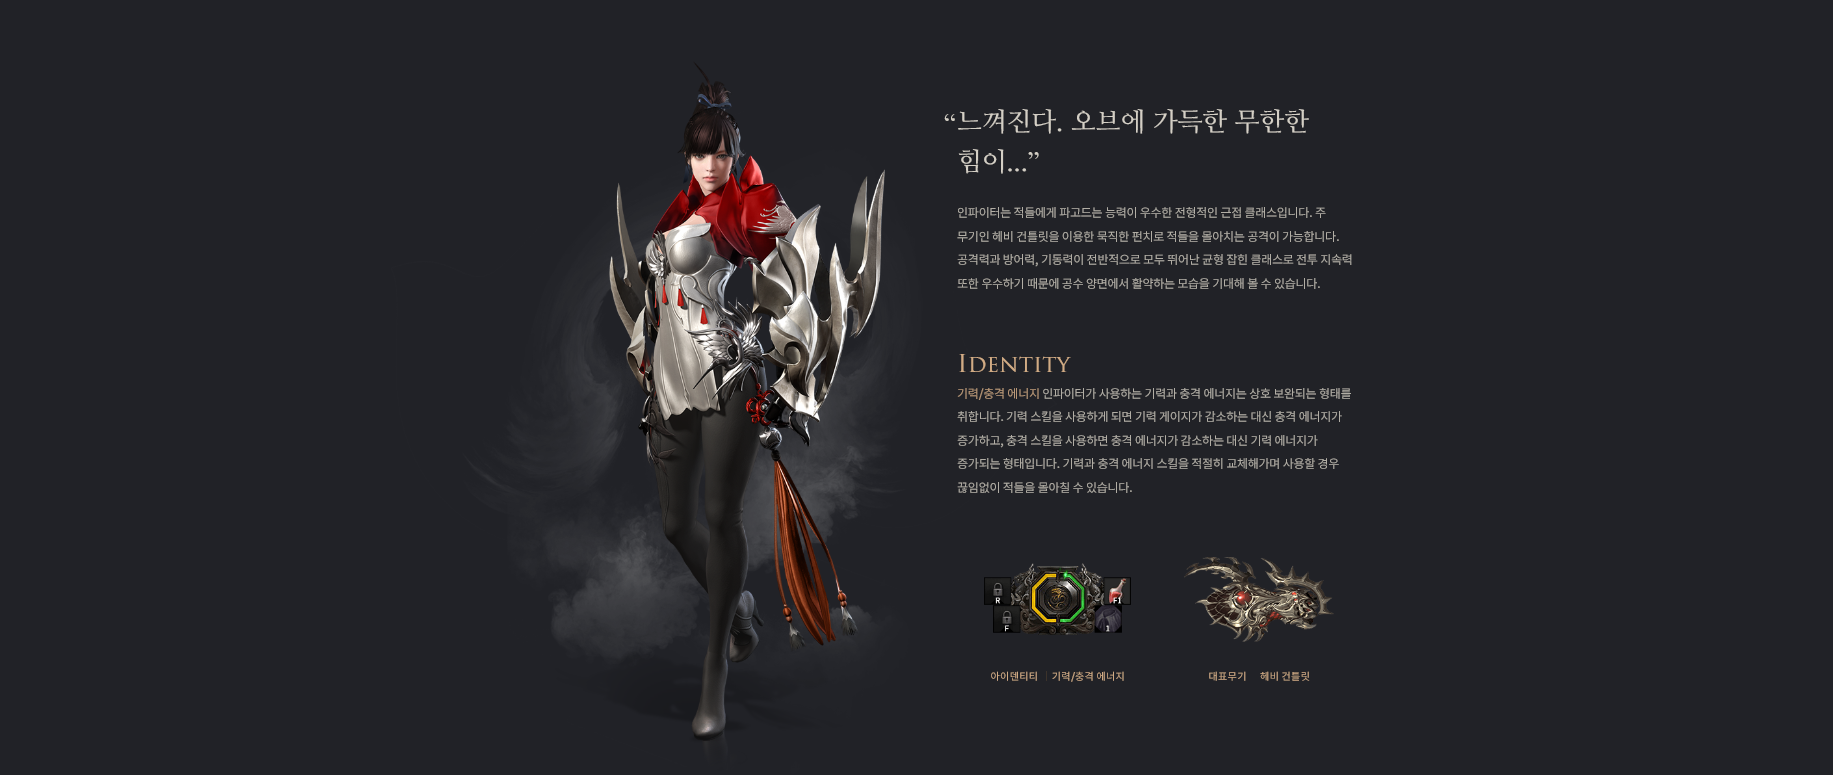 “느껴진다. 오브에 가득한 무한한
힘이...”
인파이터는 적들에게 파고드는 능력이 우수한 전형적인 근접 클래스입니다. 주
무기인 헤비 건틀릿을 이용한 묵직한 펀치로 적들을 몰아치는 공격이 가능합니다.
공격력과 방어력, 기동력이 전반적으로 모두 뛰어난 균형 잡힌 클래스로 전투 지속력
또한 우수하기 때문에 공수 양면에서 활약하는 모습을 기대해 볼 수 있습니다.
IDENTITY
기력/충격 에너지 인파이터가 사용하는 기력과 충격 에너지는 상호 보완되는 형태를
취합니다. 기력 스킬을 사용하게 되면 기력 게이지가 감소하는 대신 충격 에너지가
증가하고, 충격 스킬을 사용하면 충격 에너지가 감소하는 대신 기력 에너지가
증가되는 형태입니다. 기력과 충격 에너지 스킬을 적절히 교체해가며 사용할 경우
끊임없이 적들을 몰아칠 수 있습니다.
R F1
F 1
아이덴티티 | 기력/충격 에너지
대표무기 헤비 건틀릿